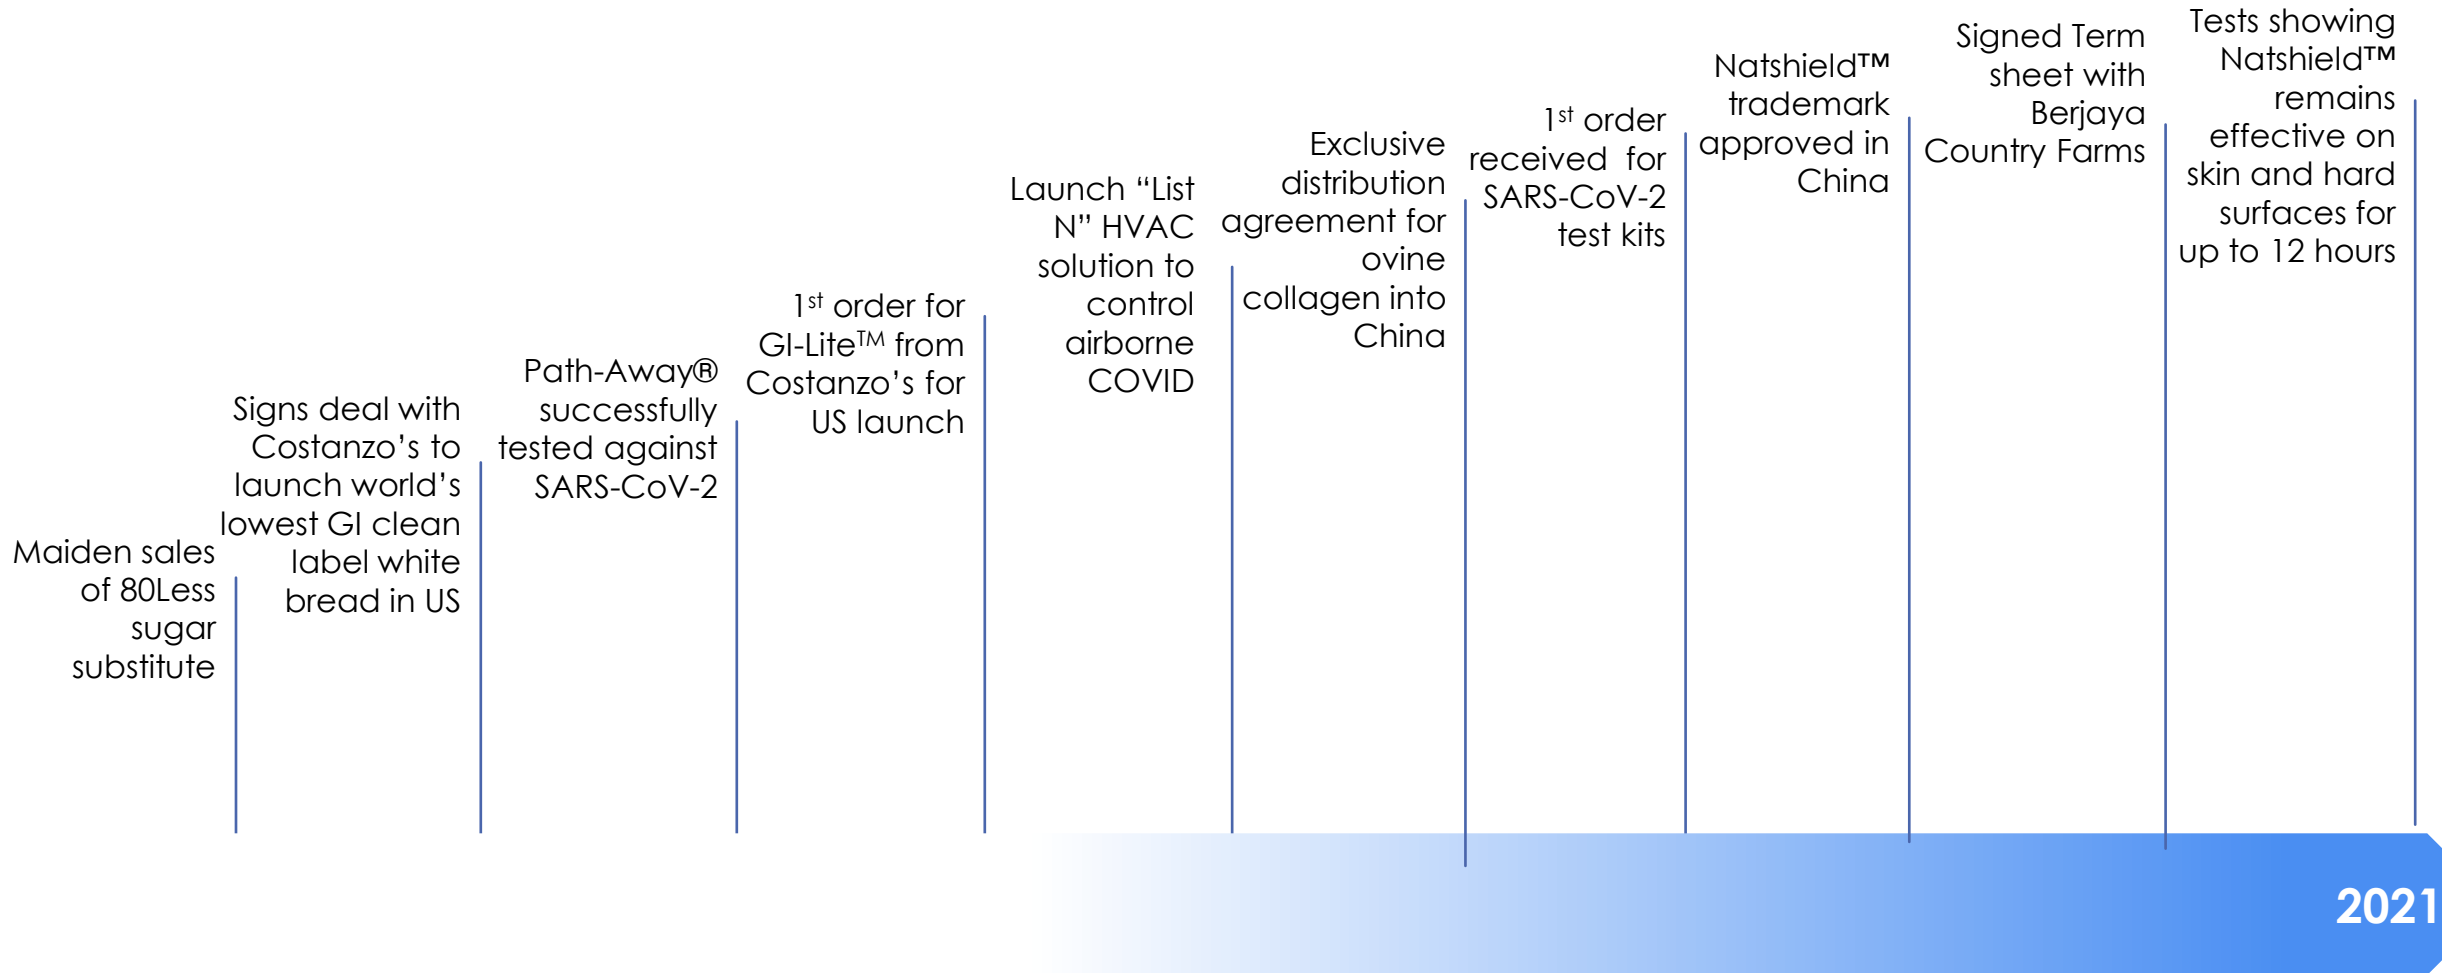 Maiden sales
of 80Less
sugar
substitute
Signs deal with
Costanzo’s to
launch world’s
lowest GI clean
label white
bread in US
Path-Away®
successfully
tested against
SARS-CoV-2
1st order for
GI-Lite™ from
Costanzo’s for
US launch
Launch “List
N” HVAC
solution to
control
airborne
COVID
Exclusive
distribution
agreement for
ovine
collagen into
China
1st order
received for
SARS-CoV-2
test kits
Natshield™
trademark
approved in
China
Signed Term
sheet with
Berjaya
Country Farms
Tests showing
Natshield™
remains
effective on
skin and hard
surfaces for
up to 12 hours
2021